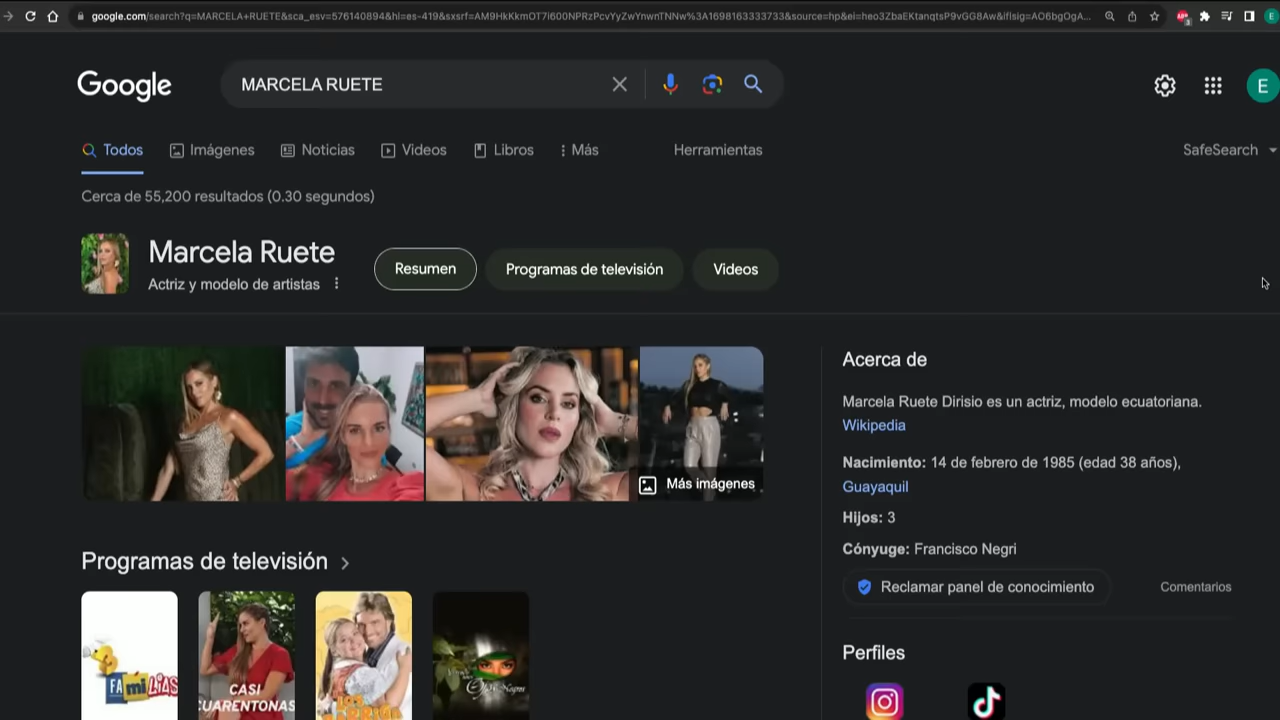 google.com/search?q=MARCELA+RUETE&sca_esv=576140894&hl=es-419&sxsrf=AM9HkKkmOT7i600NPRzPcvYyZwYnwnTNNw%3A1698163333733&source=hp&ei=heo3ZbaEKtanqtsP9vGG8Aw&iflsig=AO6bgOgA...
E
Google
MARCELA RUETE
E
Todos
Imágenes
Noticias
Videos
Libros
Más
Herramientas
SafeSearch
Cerca de 55,200 resultados (0.30 segundos)
Marcela Ruete
Actriz y modelo de artistas
Resumen
Programas de televisión
Videos
Más imágenes
Acerca de
Marcela Ruete Dirisio es un actriz, modelo ecuatoriana.
Wikipedia
Nacimiento: 14 de febrero de 1985 (edad 38 años),
Guayaquil
Hijos: 3
Cónyuge: Francisco Negri
Reclamar panel de conocimiento
Comentarios
Programas de televisión
FAmiLIAS
CASI
CUARENTONAS
Ojos Negros
Perfiles